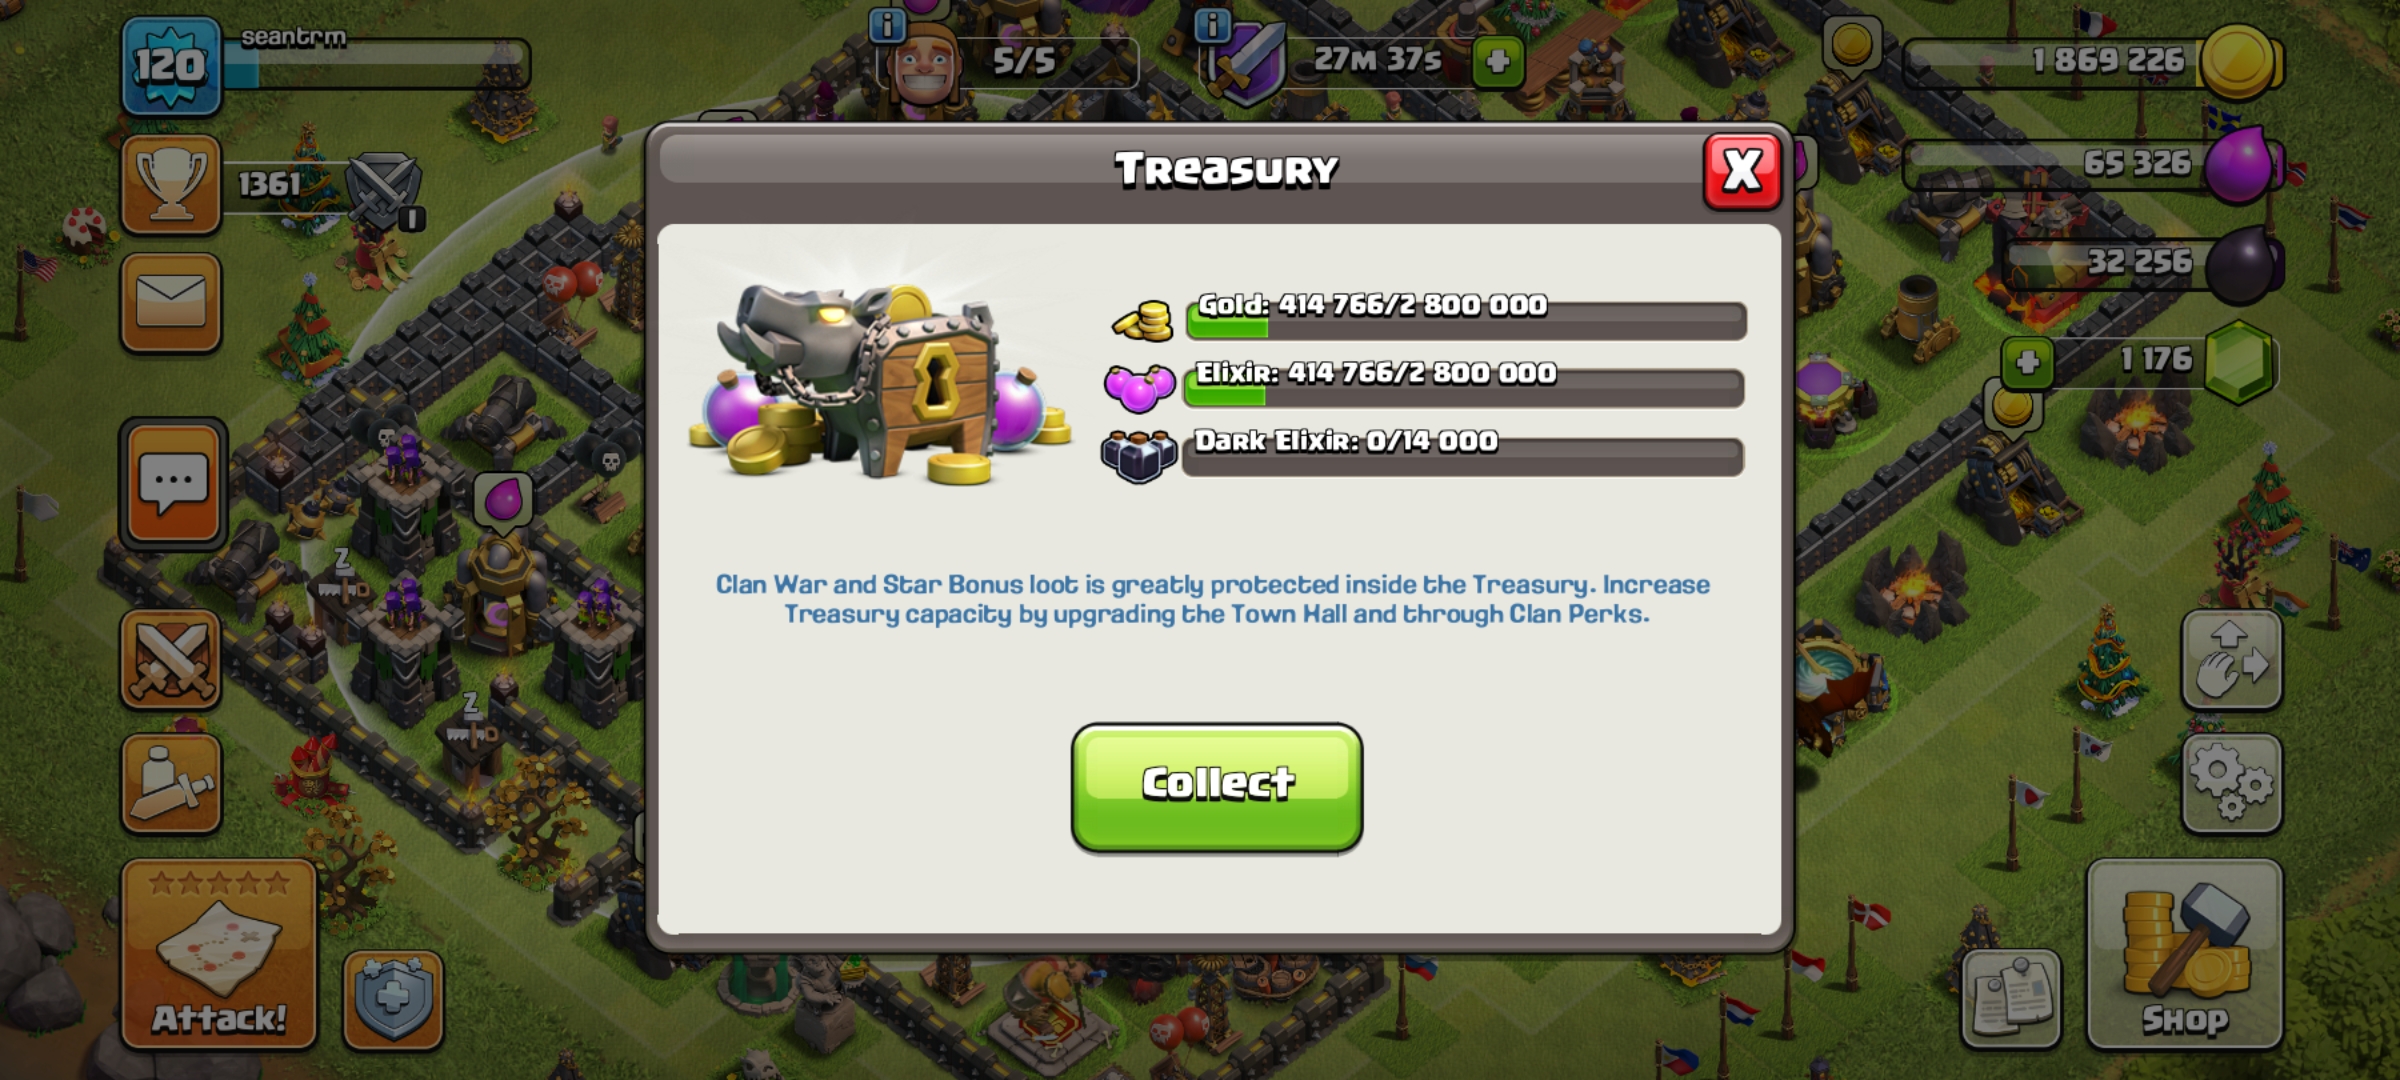 120
seantrm
5/5
27M 37s
1 869 226
1361
I
65 326
32 256
1 176
Treasury
X
Gold: 414 766/2 800 000
Elixir: 414 766/2 800 000
Dark Elixir: 0/14 000
Clan War and Star Bonus loot is greatly protected inside the Treasury. Increase
Treasury capacity by upgrading the Town Hall and through Clan Perks.
Collect
Z
Z
Attack!
Shop